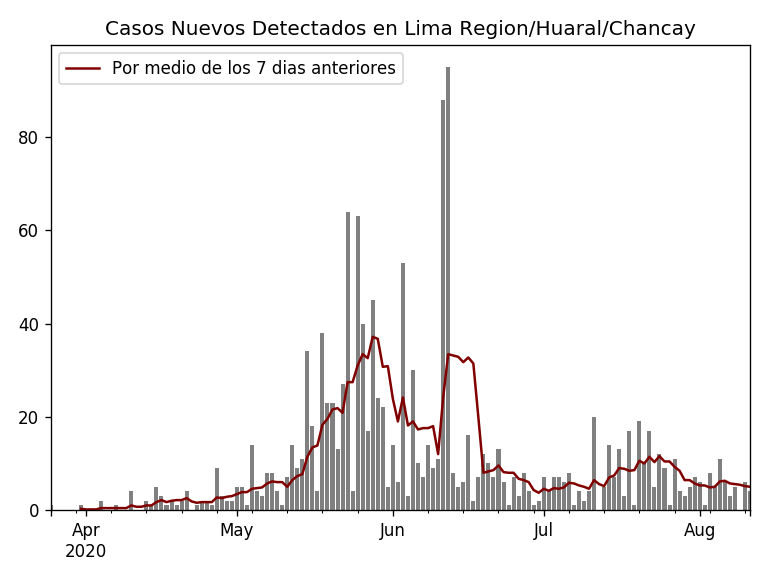 Casos Nuevos Detectados en Lima Region/Huaral/Chancay
Por medio de los 7 dias anteriores
80
60
40
20
0
Apr May Jun Jul Aug
2020